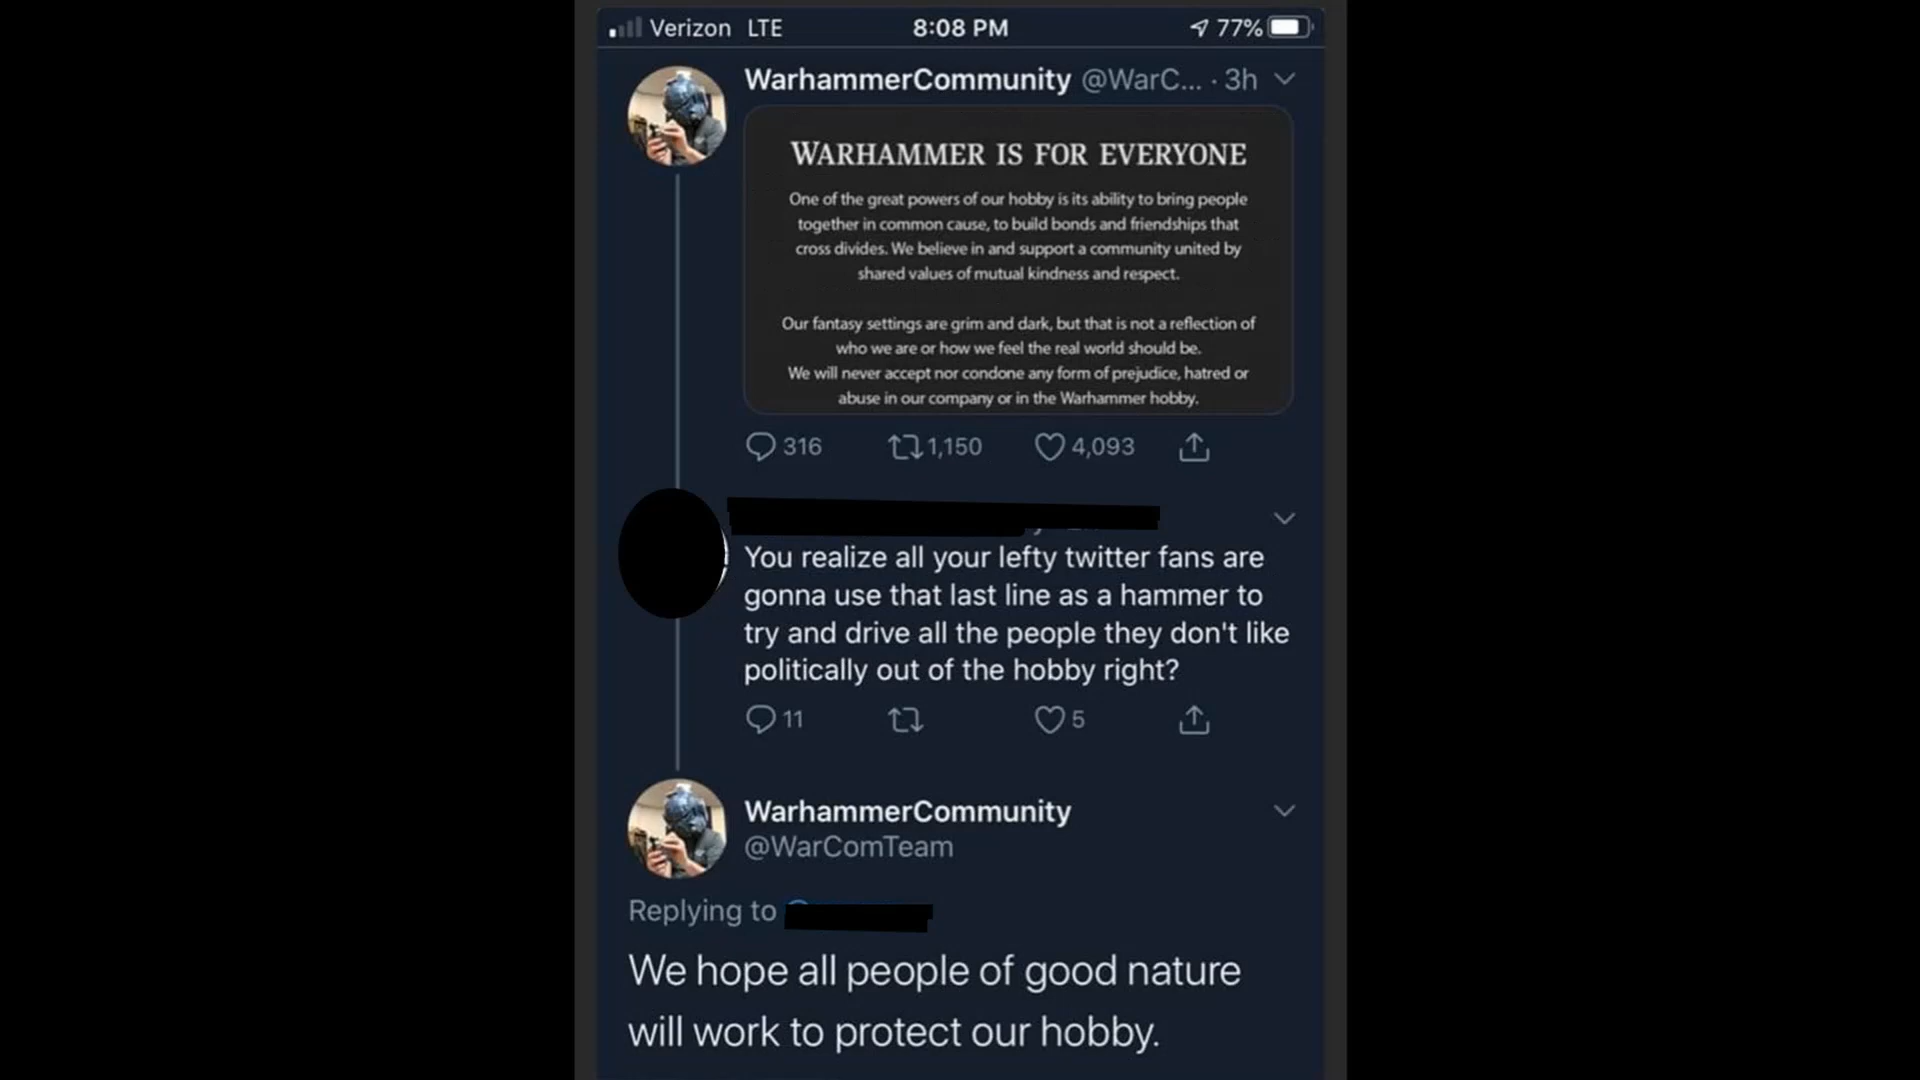 Verizon LTE 8:08 PM 77%
WarhammerCommunity @WarC... · 3h
WARHAMMER IS FOR EVERYONE
One of the great powers of our hobby is its ability to bring people
together in common cause, to build bonds and friendships that
cross divides. We believe in and support a community united by
shared values of mutual kindness and respect.
Our fantasy settings are grim and dark, but that is not a reflection of
who we are or how we feel the real world should be.
We will never accept nor condone any form of prejudice, hatred or
abuse in our company or in the Warhammer hobby.
316 1,150 4,093
You realize all your lefty twitter fans are
gonna use that last line as a hammer to
try and drive all the people they don't like
politically out of the hobby right?
11 5
WarhammerCommunity
@WarComTeam
Replying to
We hope all people of good nature
will work to protect our hobby.